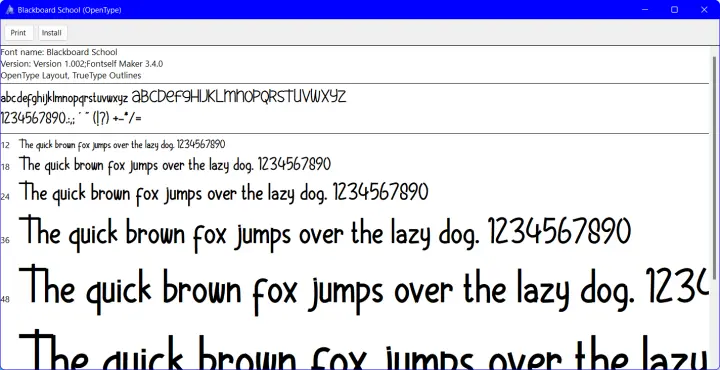 Blackboard School (OpenType)
Print Install
Font name: Blackboard School
Version: Version 1.002;Fontself Maker 3.4.0
OpenType Layout, TrueType Outlines
abcdefghijklmnopqrstuvwxyz ABCDEFGHIJKLMNOPQRSTUVWXYZ
1234567890.:,; ' " (!?) +-*/=
12 The quick brown fox jumps over the lazy dog. 1234567890
18 The quick brown fox jumps over the lazy dog. 1234567890
24 The quick brown fox jumps over the lazy dog. 1234567890
36 The quick brown fox jumps over the lazy dog. 1234567890
48 The quick brown fox jumps over the lazy dog. 123
The quick brown fox jumps over the lazy